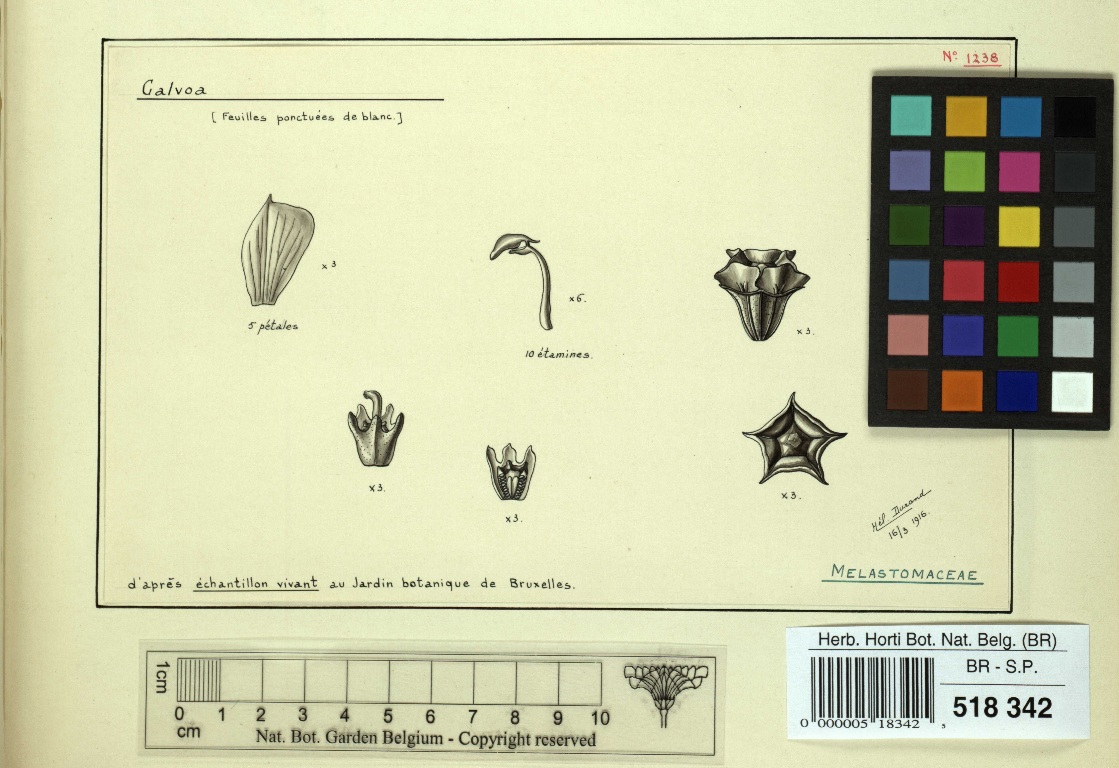 Nº 1238
Calvoa
[ Feuilles ponctuées de blanc.]
x 3
5 pétales
x6.
10 étamines.
x 3.
x 3.
x 3.
x 3.
Hél Durand
16/3 1916.
d'après échantillon vivant au Jardin botanique de Bruxelles.
MELASTOMACEAE
1cm
0 1 2 3 4 5 6 7 8 9 10
cm
Nat. Bot. Garden Belgium - Copyright reserved
Herb. Horti Bot. Nat. Belg. (BR)
BR - S.P.
518 342
0 000005 18342